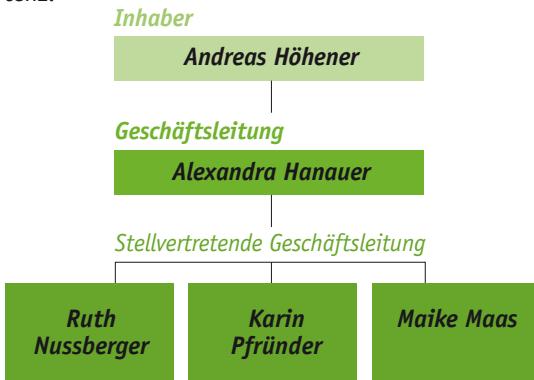 Inhaber
Andreas Höhener
Geschäftsleitung
Alexandra Hanauer
Stellvertretende Geschäftsleitung
Ruth
Nussberger
Karin
Pfründer
Maike Maas